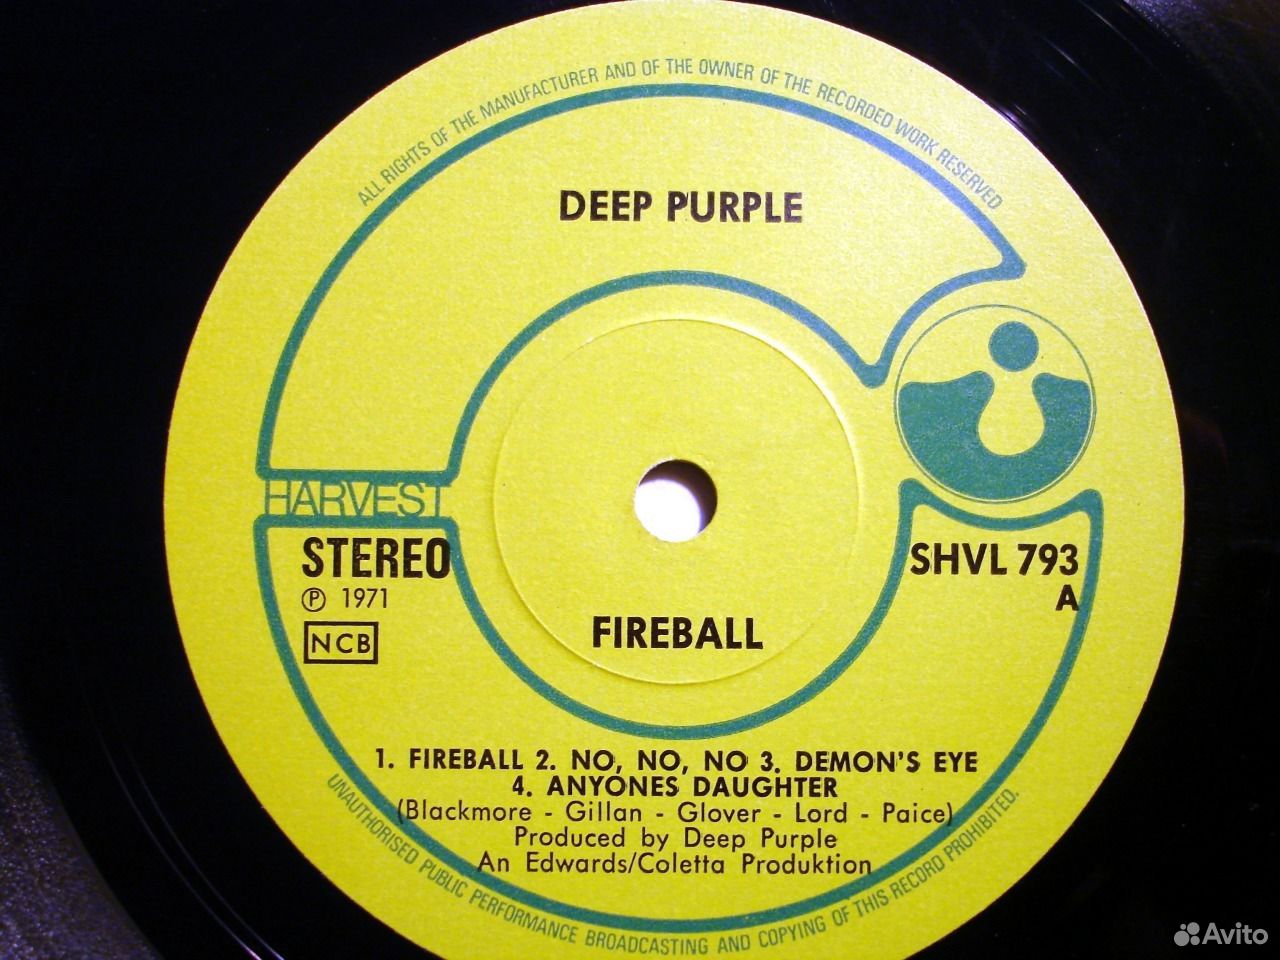 ALL RIGHTS OF THE MANUFACTURER AND OF THE OWNER OF THE RECORDED WORK RESERVED
DEEP PURPLE
HARVEST
STEREO
Ⓟ 1971
NCB
SHVL 793
A
FIREBALL
1. FIREBALL 2. NO, NO, NO 3. DEMON'S EYE
4. ANYONES DAUGHTER
(Blackmore - Gillan - Glover - Lord - Paice)
Produced by Deep Purple
An Edwards/Coletta Produktion
UNAUTHORISED PUBLIC PERFORMANCE BROADCASTING AND COPYING OF THIS RECORD PROHIBITED.
Avito